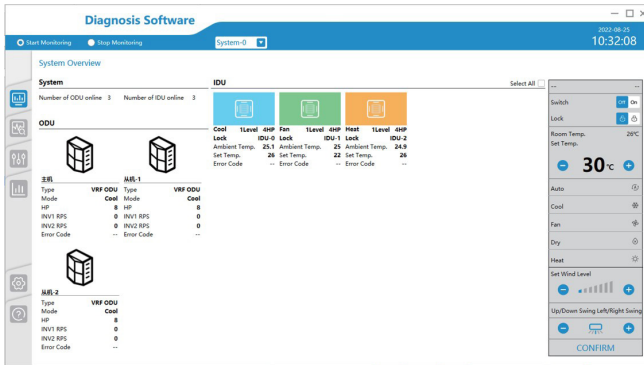 Diagnosis Software
2022-08-25
10:32:08
Start Monitoring
Stop Monitoring
System-0
System Overview
System
Number of ODU online 3 Number of IDU online 3
ODU
主机
Type VRF ODU
Mode Cool
HP 8
INV1 RPS 0
INV2 RPS 0
Error Code --
从机-1
Type VRF ODU
Mode Cool
HP 8
INV1 RPS 0
INV2 RPS 0
Error Code --
从机-2
Type VRF ODU
Mode Cool
HP 8
INV1 RPS 0
INV2 RPS 0
Error Code --
IDU
Select All
Cool 1Level 4HP
Lock IDU-0
Ambient Temp. 25.1
Set Temp. 26
Error Code --
Fan 1Level 4HP
Lock IDU-1
Ambient Temp. 25
Set Temp. 22
Error Code --
Heat 1Level 4HP
Lock IDU-2
Ambient Temp. 24.9
Set Temp. 26
Error Code --
-- --
Switch Off On
Lock
Room Temp. 26℃
Set Temp.
30℃
Auto
Cool
Fan
Dry
Heat
Set Wind Level
Up/Down Swing Left/Right Swing
CONFIRM